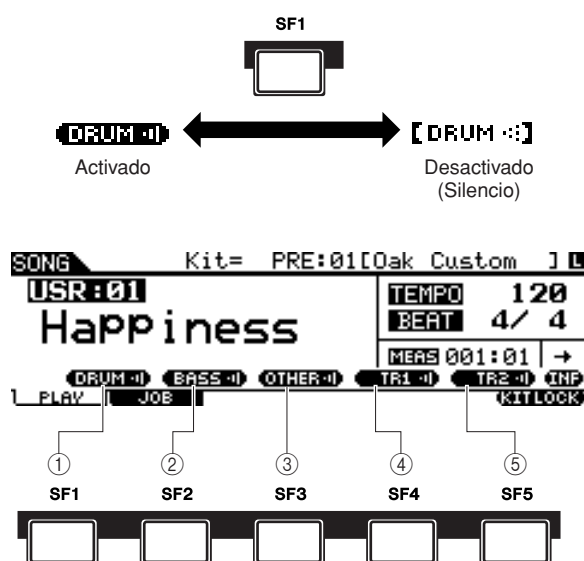 SF1
DRUM [DRUM]
Activado Desactivado
(Silencio)
SONG Kit= PRE:01[Oak Custom ] L
USR:01 TEMPO 120
Happiness BEAT 4/ 4
MEAS 001:01 →
DRUM BASS OTHER TR1 TR2 INP
PLAY JOB KITLOCK
① ② ③ ④ ⑤
SF1 SF2 SF3 SF4 SF5